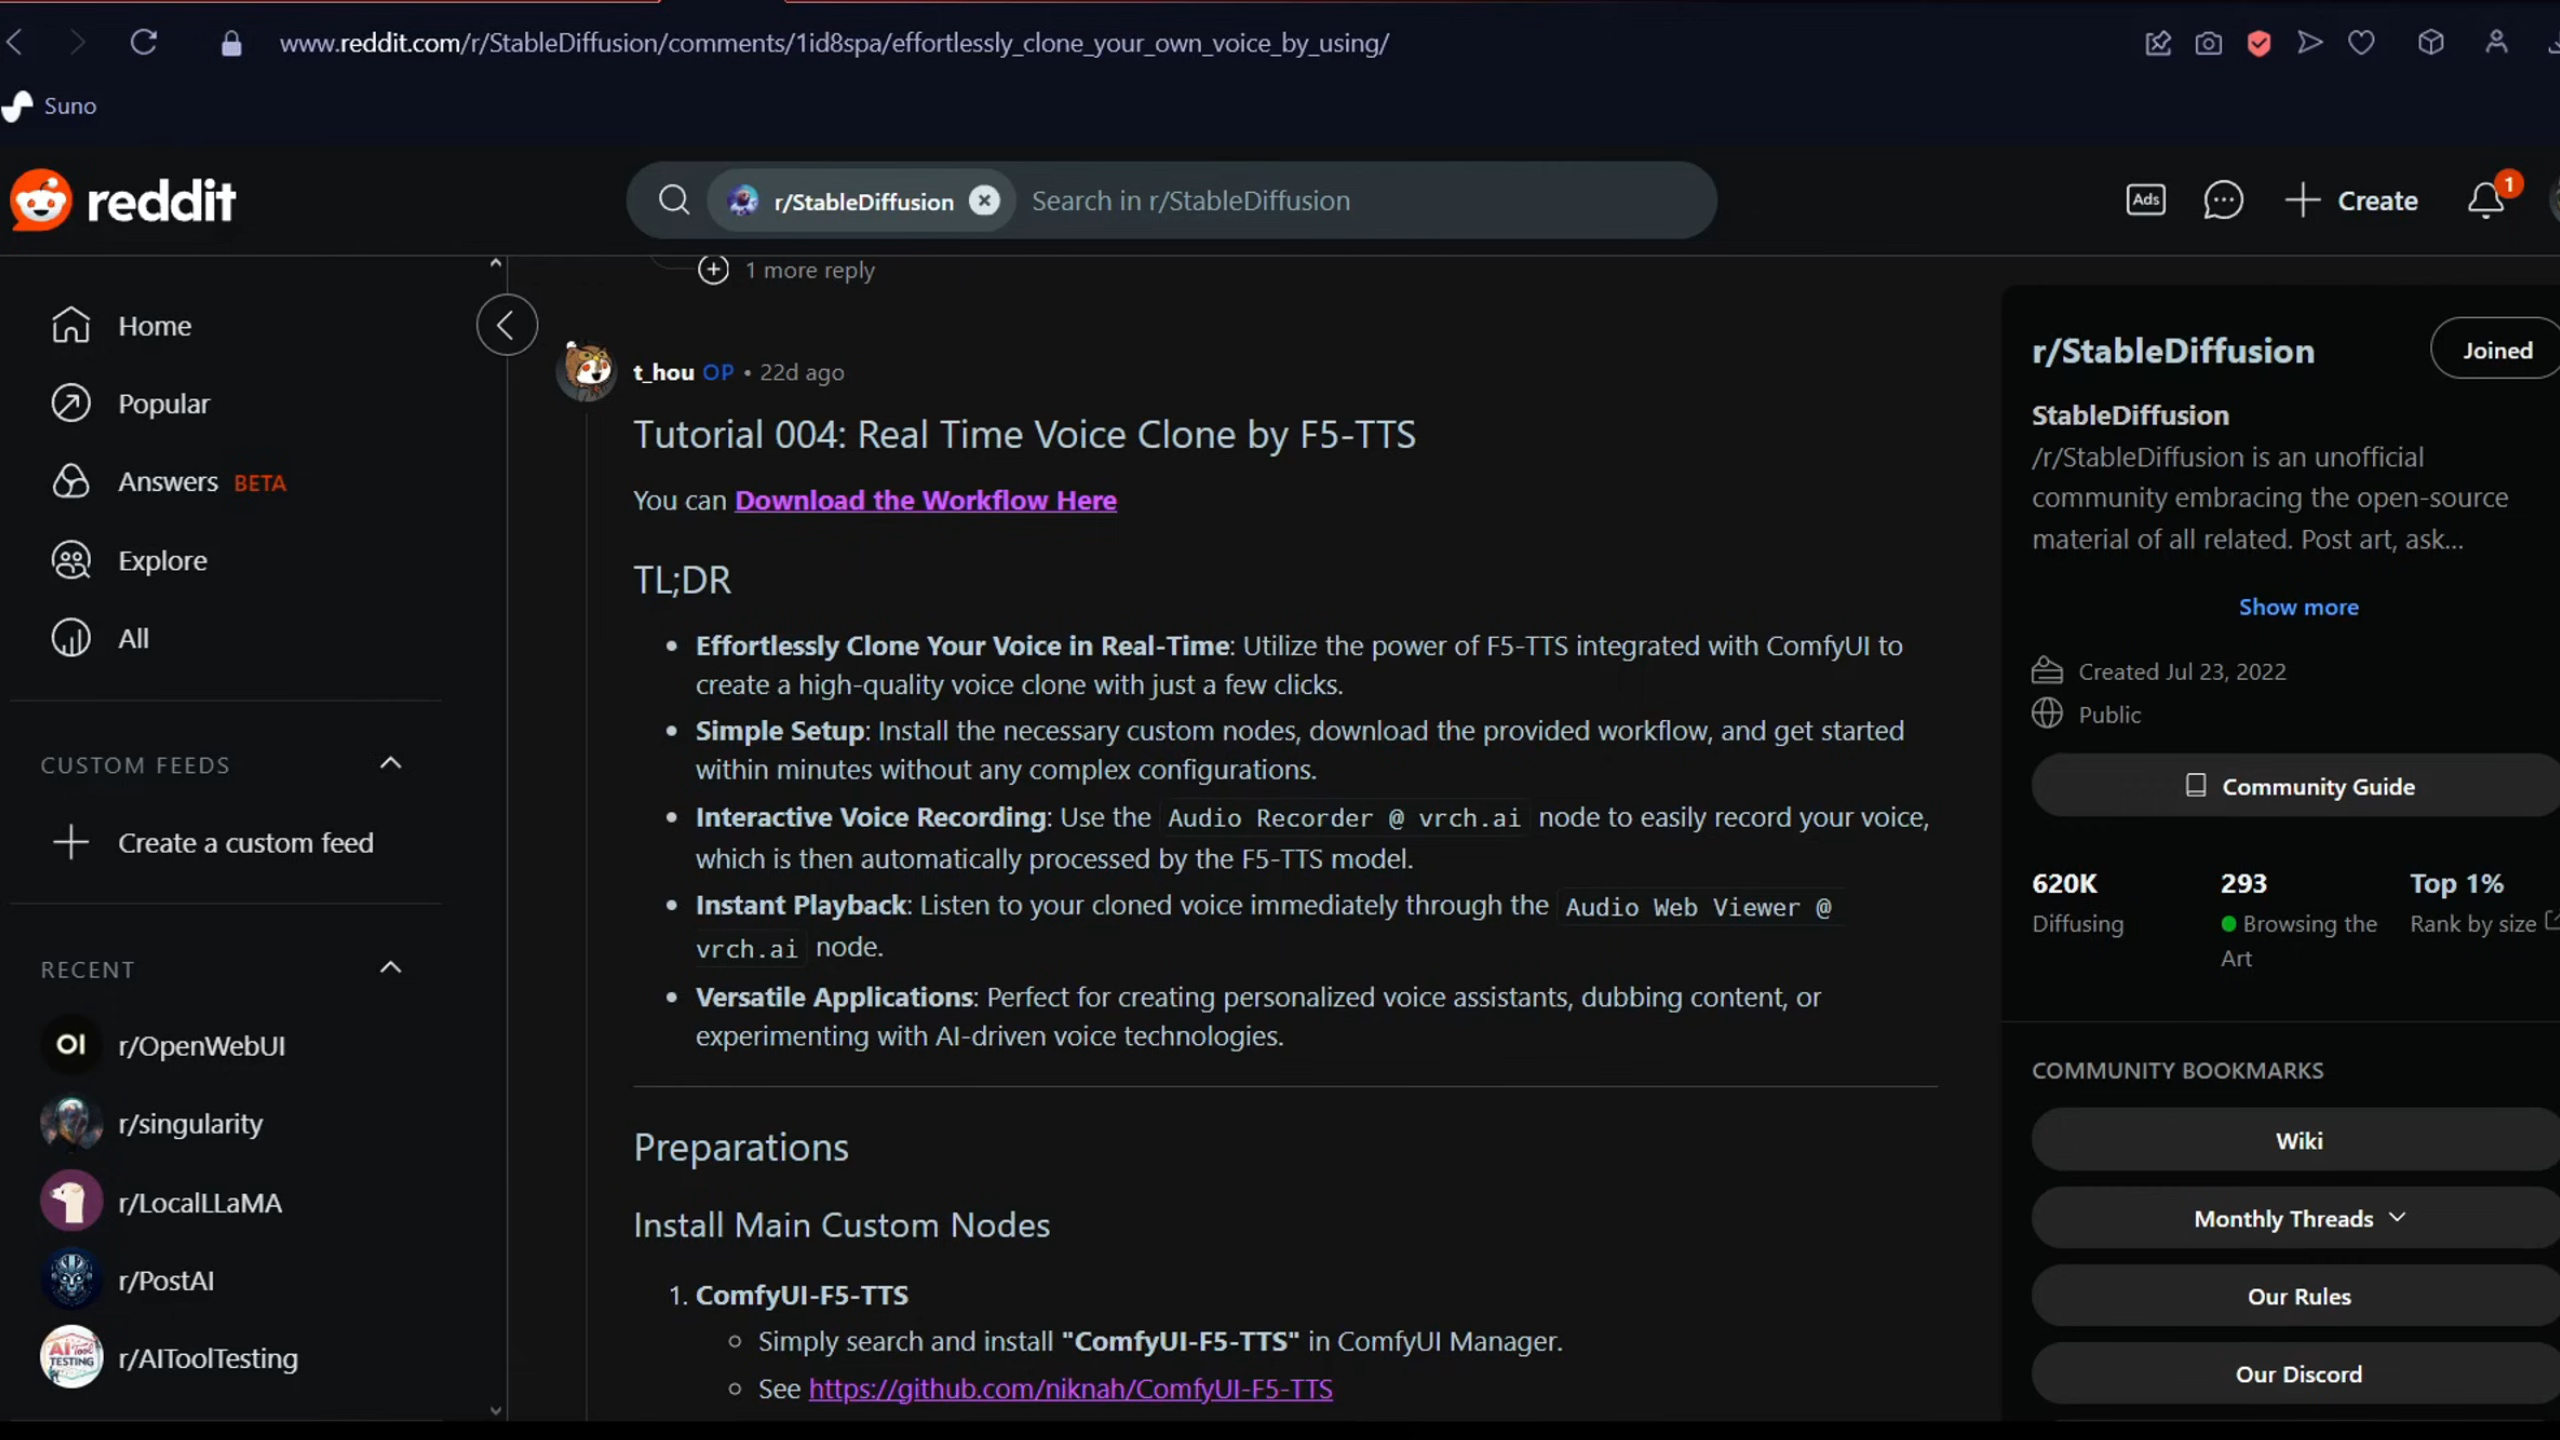 www.reddit.com/r/StableDiffusion/comments/1id8spa/effortlessly_clone_your_own_voice_by_using/
Suno
reddit
r/StableDiffusion
Search in r/StableDiffusion
Ads
Create
1
Home
Popular
Answers BETA
Explore
All
CUSTOM FEEDS
Create a custom feed
RECENT
r/OpenWebUI
r/singularity
r/LocalLLaMA
r/PostAI
r/AIToolTesting
1 more reply
t_hou OP • 22d ago
Tutorial 004: Real Time Voice Clone by F5-TTS
You can Download the Workflow Here
TL;DR
• Effortlessly Clone Your Voice in Real-Time: Utilize the power of F5-TTS integrated with ComfyUI to
create a high-quality voice clone with just a few clicks.
• Simple Setup: Install the necessary custom nodes, download the provided workflow, and get started
within minutes without any complex configurations.
• Interactive Voice Recording: Use the Audio Recorder @ vrch.ai node to easily record your voice,
which is then automatically processed by the F5-TTS model.
• Instant Playback: Listen to your cloned voice immediately through the Audio Web Viewer @
vrch.ai node.
• Versatile Applications: Perfect for creating personalized voice assistants, dubbing content, or
experimenting with AI-driven voice technologies.
Preparations
Install Main Custom Nodes
1. ComfyUI-F5-TTS
○ Simply search and install "ComfyUI-F5-TTS" in ComfyUI Manager.
○ See https://github.com/niknah/ComfyUI-F5-TTS
r/StableDiffusion
Joined
StableDiffusion
/r/StableDiffusion is an unofficial
community embracing the open-source
material of all related. Post art, ask...
Show more
Created Jul 23, 2022
Public
Community Guide
620K
Diffusing
293
Browsing the
Art
Top 1%
Rank by size
COMMUNITY BOOKMARKS
Wiki
Monthly Threads
Our Rules
Our Discord
OI
AI Tool
TESTING